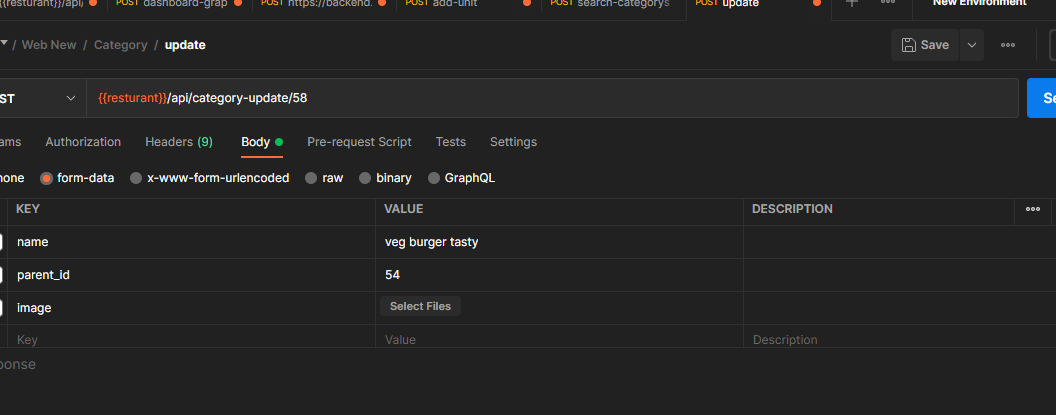 {{resturant}}/api/ POST dashboard-grap POST https://backend. POST add-unit POST search-categorys POST update + New Environment
/ Web New / Category / update Save
ST {{resturant}}/api/category-update/58 Se
ams Authorization Headers (9) Body Pre-request Script Tests Settings
none form-data x-www-form-urlencoded raw binary GraphQL
KEY VALUE DESCRIPTION
name veg burger tasty
parent_id 54
image Select Files
Key Value Description
ponse